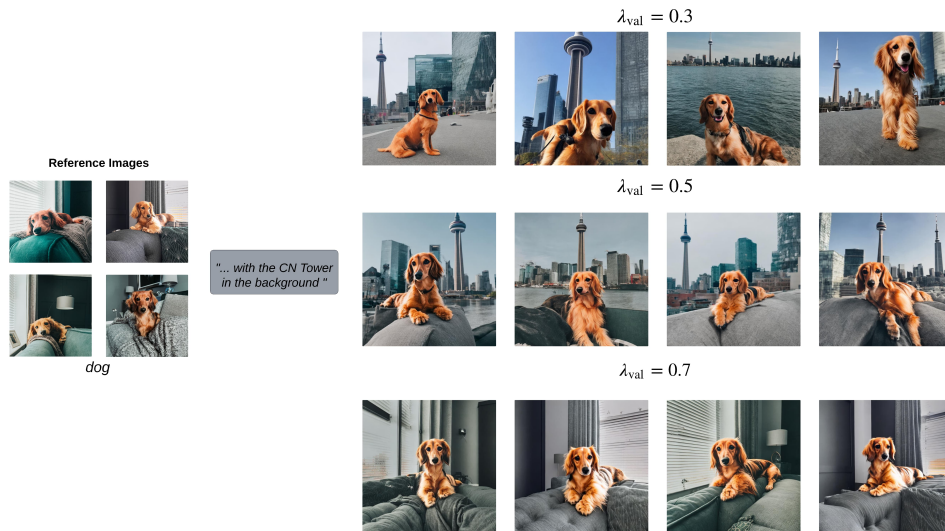 λval = 0.3
Reference Images
λval = 0.5
"... with the CN Tower
in the background "
dog
λval = 0.7